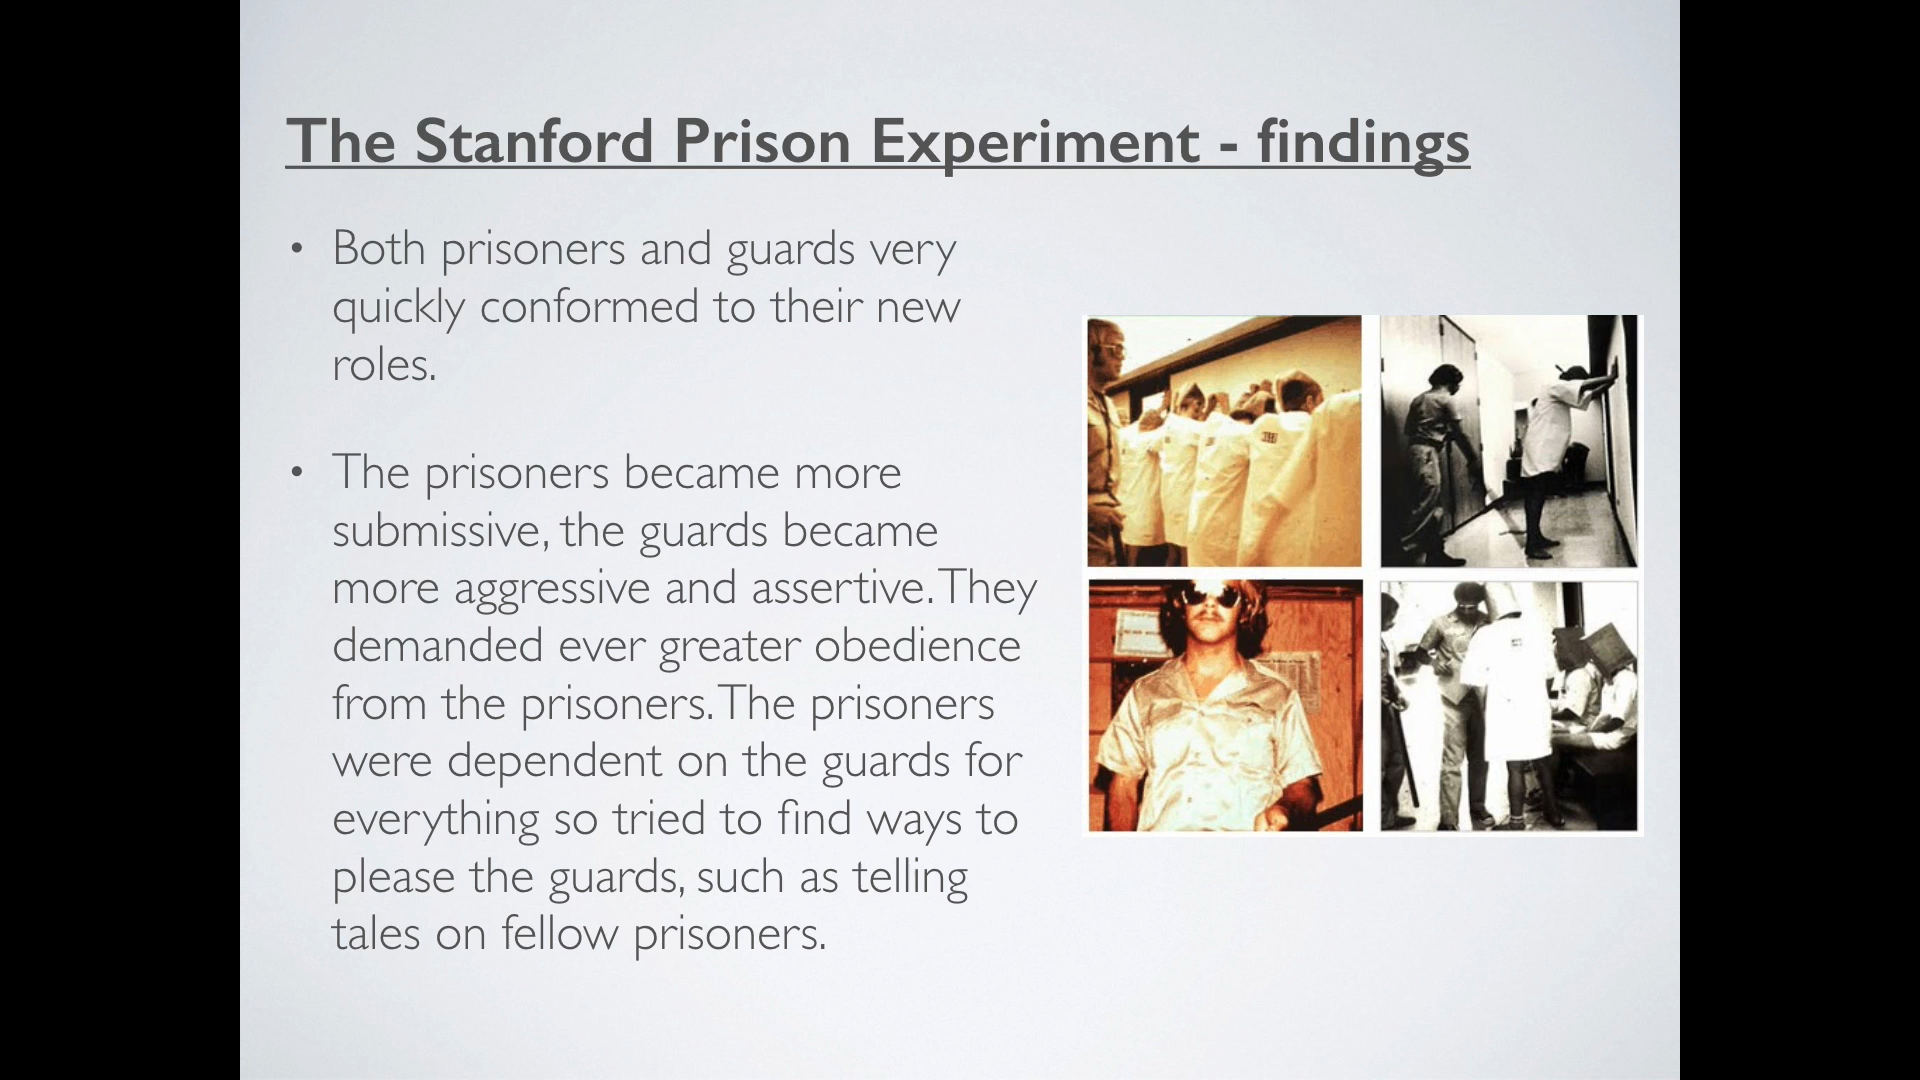 The Stanford Prison Experiment - findings
• Both prisoners and guards very
quickly conformed to their new
roles.
• The prisoners became more
submissive, the guards became
more aggressive and assertive. They
demanded ever greater obedience
from the prisoners. The prisoners
were dependent on the guards for
everything so tried to find ways to
please the guards, such as telling
tales on fellow prisoners.